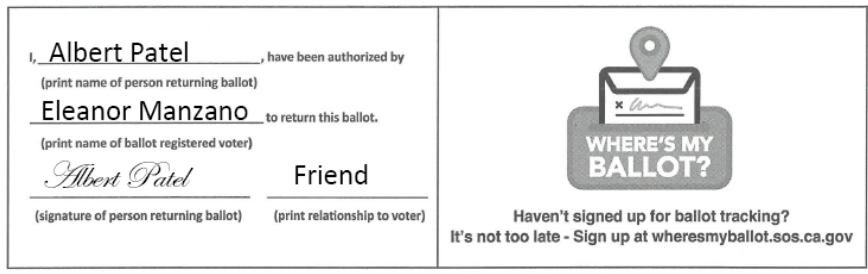 I, Albert Patel, have been authorized by
(print name of person returning ballot)
Eleanor Manzano to return this ballot.
(print name of ballot registered voter)
Albert Patel Friend
(signature of person returning ballot) (print relationship to voter)
WHERE'S MY
BALLOT?
Haven't signed up for ballot tracking?
It's not too late - Sign up at wheresmyballot.sos.ca.gov